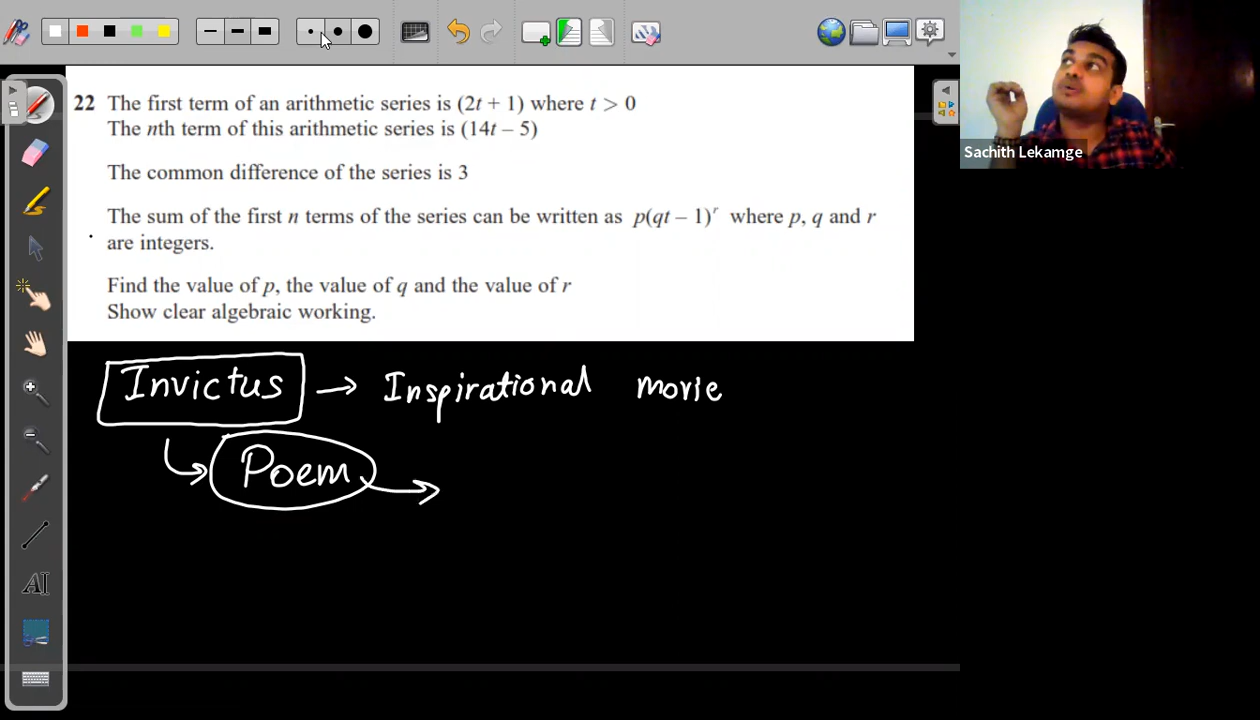 22 The first term of an arithmetic series is (2t + 1) where t > 0
The nth term of this arithmetic series is (14t – 5)
The common difference of the series is 3
The sum of the first n terms of the series can be written as p(qt – 1)^r where p, q and r
are integers.
Find the value of p, the value of q and the value of r
Show clear algebraic working.
Invictus → Inspirational movie
Poem →
Sachith Lekamge
AI